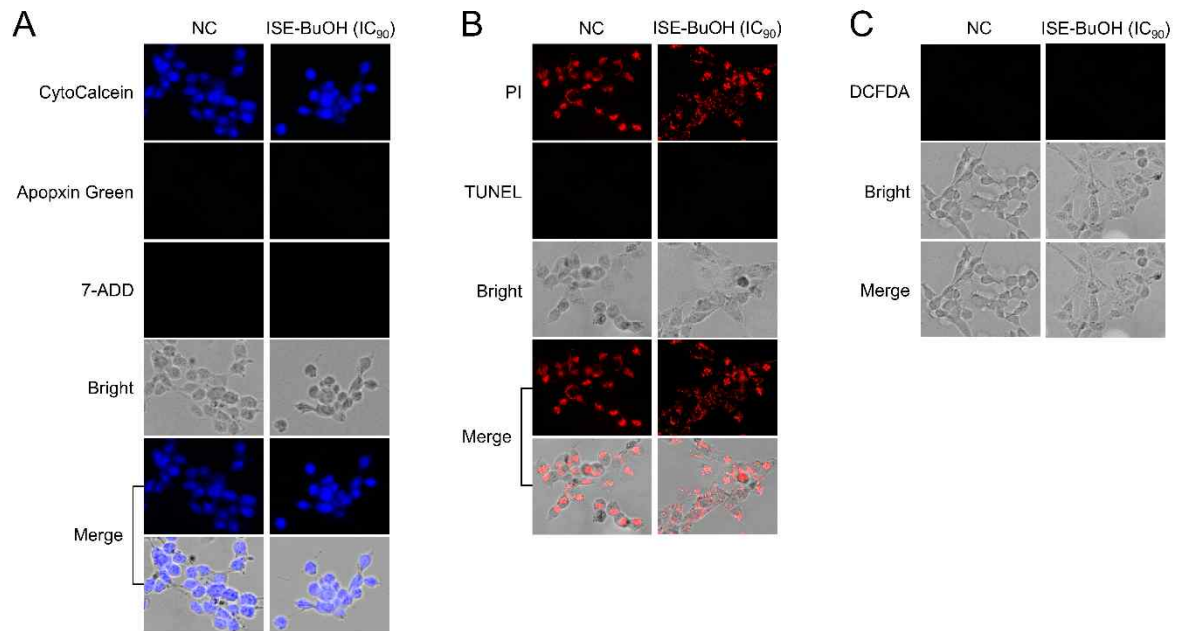 A
NC
ISE-BuOH (IC90)
CytoCalcein
Apopxin Green
7-ADD
Bright
Merge
B
NC
ISE-BuOH (IC90)
PI
TUNEL
Bright
Merge
C
NC
ISE-BuOH (IC90)
DCFDA
Bright
Merge